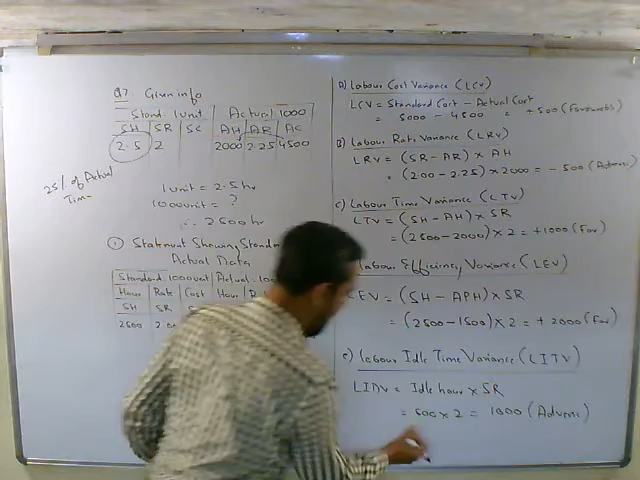 Q7 Given info
Stand. 1 unit | Actual 1000
SH | SR | SC | AH | AR | AC
2.5 | 2 | 2000 | 2.25 | 4500
25% of Actual
Time
1 unit = 2.5 hr
1000 unit = ?
∴ 2500 hr
① Statement Showing Standard
Actual Data
Standard 1000 unit | Actual
Hour | Rate | Cost | Hour
SH | SR
2500
A) Labour Cost Variance (LCV)
LCV = Standard Cost - Actual Cost
= 5000 - 4500 = +500 (Favourable)
B) Labour Rate Variance (LRV)
LRV = (SR - AR) × AH
= (2.00 - 2.25) × 2000 = - 500 (Adverse)
C) Labour Time Variance (LTV)
LTV = (SH - AH) × SR
= (2500 - 2000) × 2 = +1000 (Fav)
Labour Efficiency Variance (LEV)
LEV = (SH - APH) × SR
= (2500 - 1500) × 2 = + 2000 (Fav)
e) Labour Idle Time Variance (LITV)
LITV = Idle hour × SR
= 500 × 2 = 1000 (Adverse)